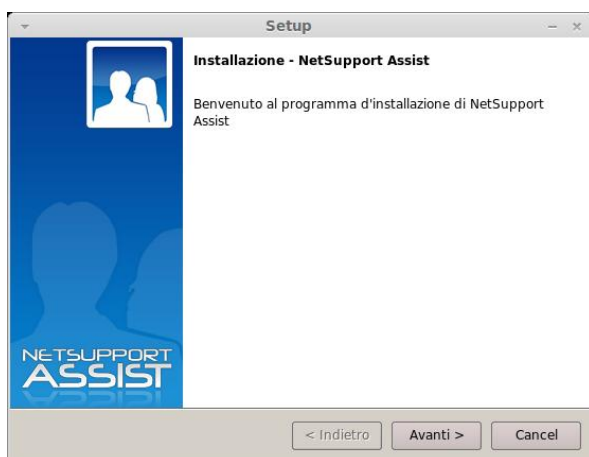 Setup
Installazione - NetSupport Assist
Benvenuto al programma d'installazione di NetSupport
Assist
NETSUPPORT
ASSIST
< Indietro
Avanti >
Cancel